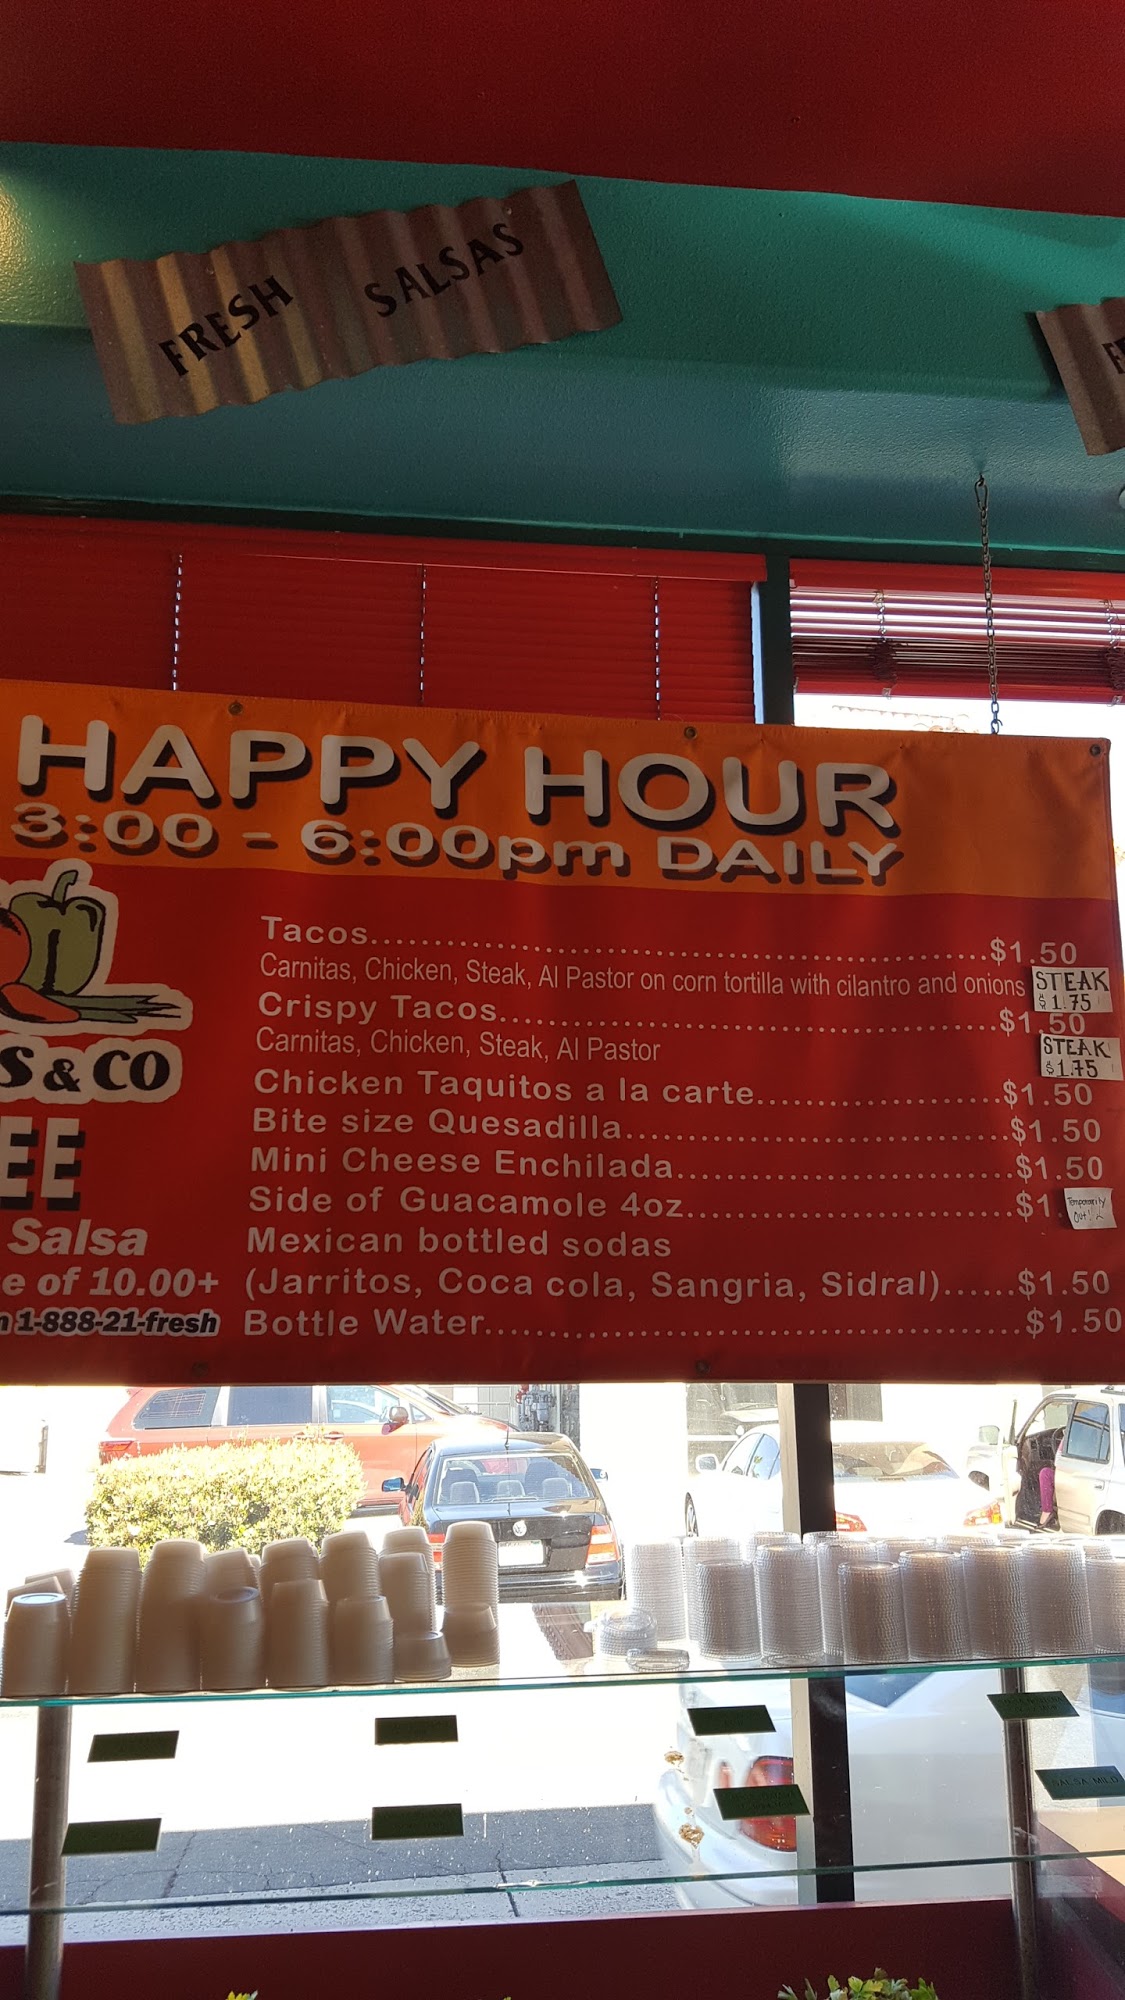 FRESH SALSAS
HAPPY HOUR
3:00 - 6:00pm DAILY
Tacos........................................................$1.50
Carnitas, Chicken, Steak, Al Pastor on corn tortilla with cilantro and onions
STEAK
$1.75
Crispy Tacos.............................................$1.50
Carnitas, Chicken, Steak, Al Pastor
STEAK
$1.75
Chicken Taquitos a la carte......................$1.50
Bite size Quesadilla...................................$1.50
Mini Cheese Enchilada..............................$1.50
Side of Guacamole 4oz.............................$1.
Temporarily
Out!
Mexican bottled sodas
(Jarritos, Coca cola, Sangria, Sidral)......$1.50
Bottle Water................................................$1.50
S & CO
EE
Salsa
e of 10.00+
n 1-888-21-fresh
SALSA MILD